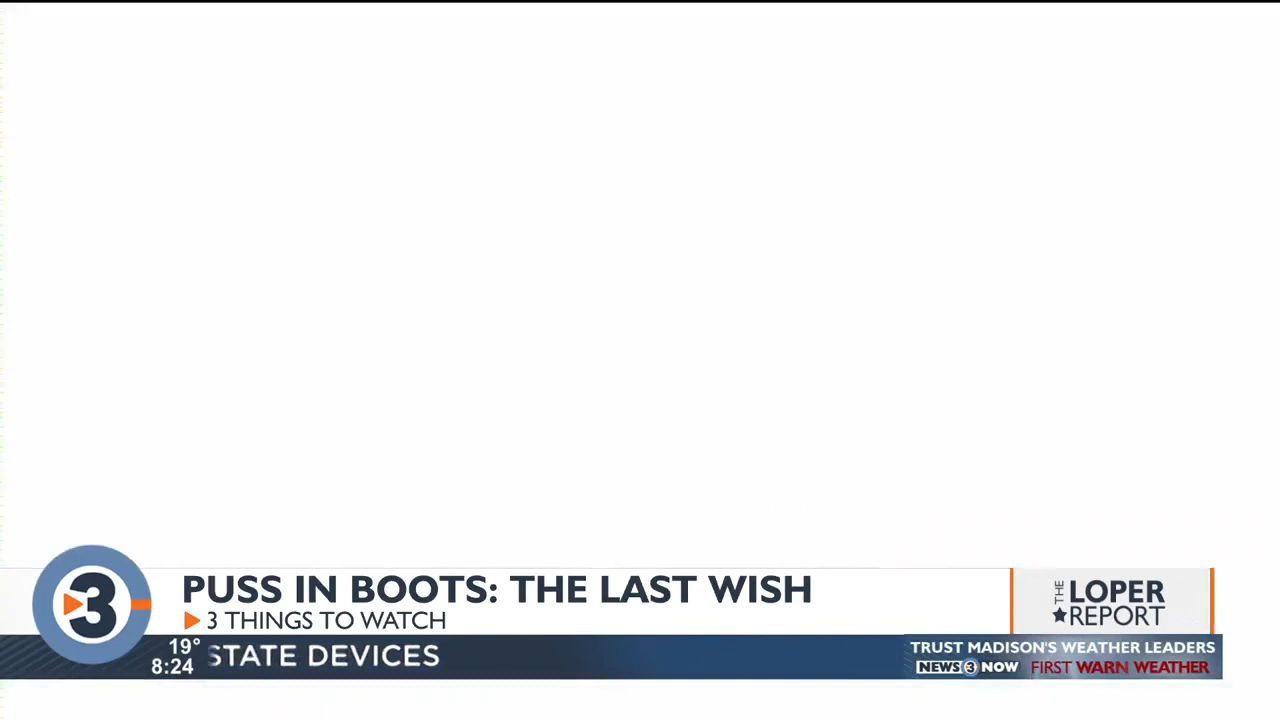 PUSS IN BOOTS: THE LAST WISH
3 THINGS TO WATCH
THE LOPER REPORT
3
19°
8:24
STATE DEVICES
TRUST MADISON'S WEATHER LEADERS
NEWS 3 NOW FIRST WARN WEATHER